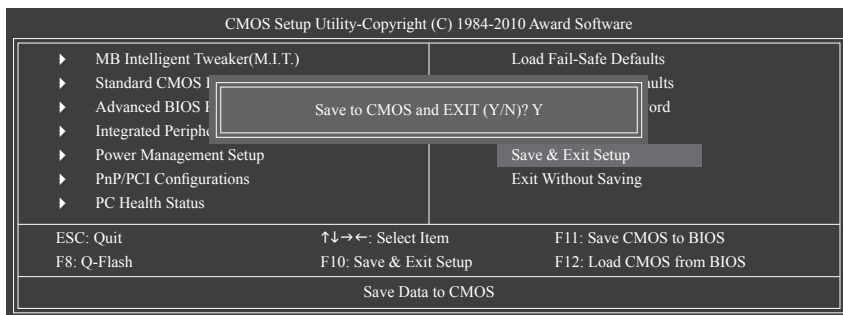 CMOS Setup Utility-Copyright (C) 1984-2010 Award Software
MB Intelligent Tweaker(M.I.T.)
Standard CMOS
Advanced BIOS
Integrated Periphe
Power Management Setup
PnP/PCI Configurations
PC Health Status
Load Fail-Safe Defaults
ults
ord
Save & Exit Setup
Exit Without Saving
Save to CMOS and EXIT (Y/N)? Y
ESC: Quit
↑↓→←: Select Item
F11: Save CMOS to BIOS
F8: Q-Flash
F10: Save & Exit Setup
F12: Load CMOS from BIOS
Save Data to CMOS